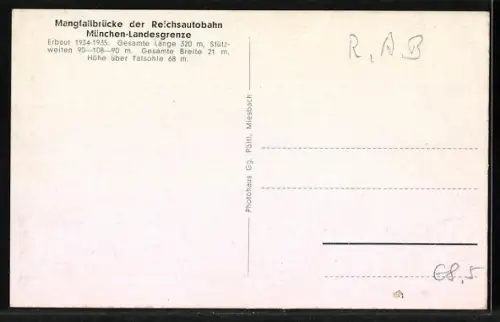 Mangfallbrücke der Reichsautobahn
München-Landesgrenze
Erbaut 1934-1935. Gesamte Länge 320 m, Stütz-
weiten 90—108—90 m. Gesamte Breite 21 m.
Höhe über Talsohle 68 m.
R, A B
Photohaus Gg. Pöltl, Miesbach
68,5